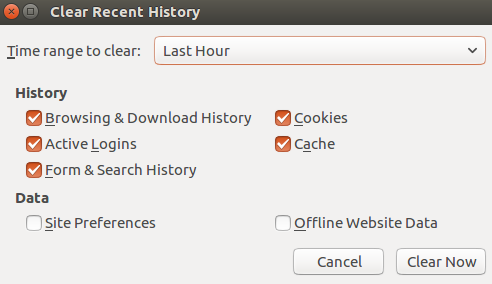 Clear Recent History
Time range to clear: Last Hour
History
Browsing & Download History Cookies
Active Logins Cache
Form & Search History
Data
Site Preferences Offline Website Data
Cancel Clear Now